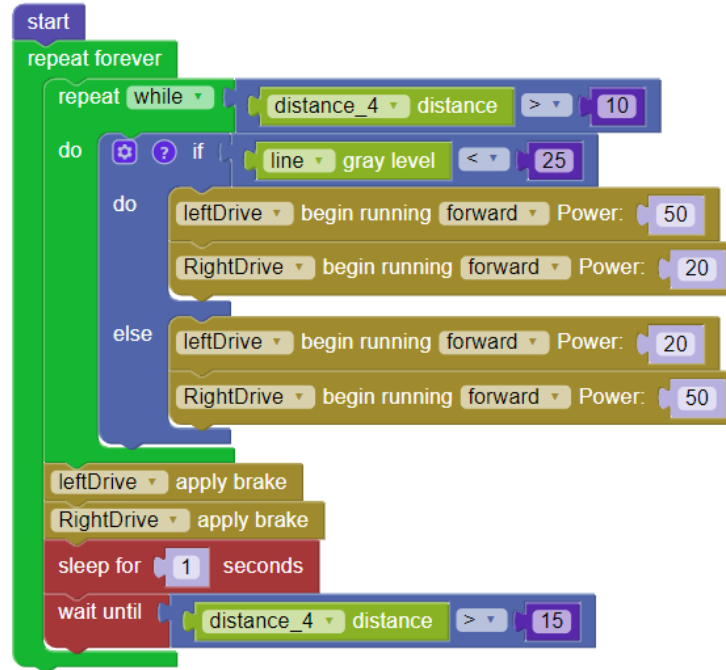 start
repeat forever
repeat while distance_4 distance > 10
do ? if line gray level < 25
do leftDrive begin running forward Power: 50
RightDrive begin running forward Power: 20
else leftDrive begin running forward Power: 20
RightDrive begin running forward Power: 50
leftDrive apply brake
RightDrive apply brake
sleep for 1 seconds
wait until distance_4 distance > 15